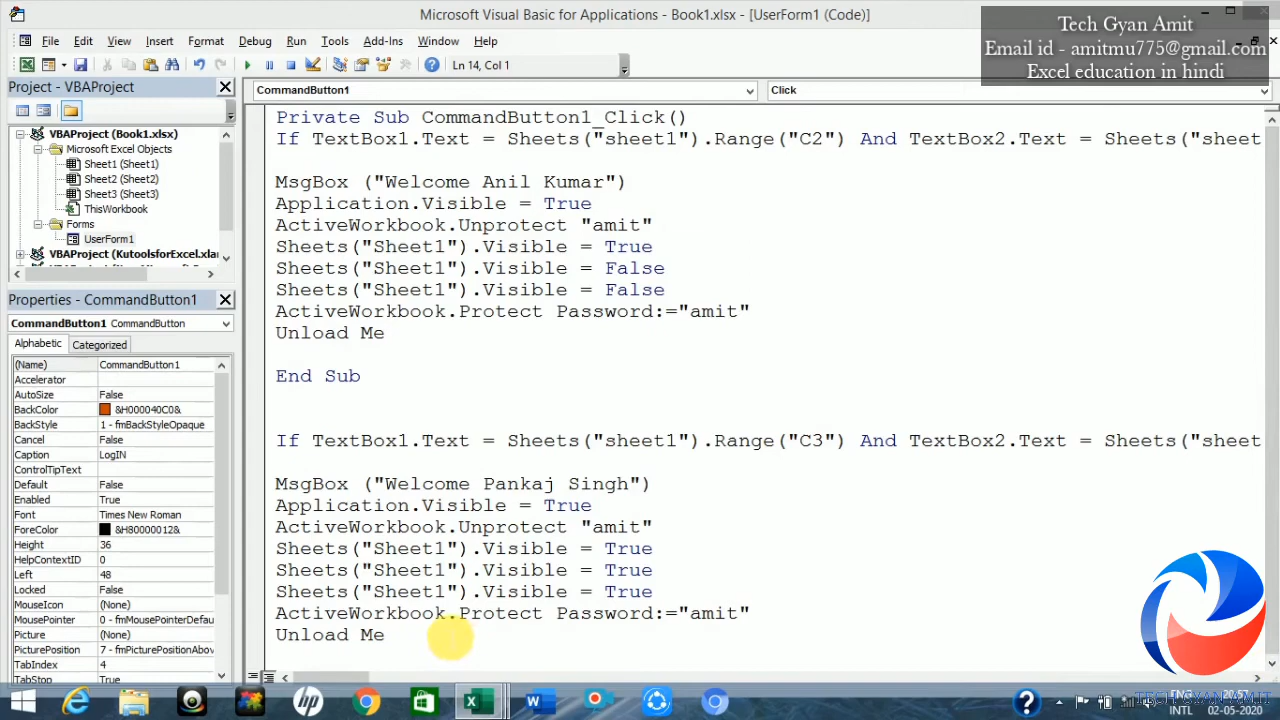 Microsoft Visual Basic for Applications - Book1.xlsx - [UserForm1 (Code)]
Tech Gyan Amit
Email id - amitmu775@gmail.com
Excel education in hindi
File Edit View Insert Format Debug Run Tools Add-Ins Window Help
Ln 14, Col 1
Project - VBAProject
CommandButton1
Click
VBAProject (Book1.xlsx)
Microsoft Excel Objects
Sheet1 (Sheet1)
Sheet2 (Sheet2)
Sheet3 (Sheet3)
ThisWorkbook
Forms
UserForm1
VBAProject (KutoolsforExcel.xlar
Properties - CommandButton1
CommandButton1 CommandButton
Alphabetic Categorized
(Name) CommandButton1
Accelerator
AutoSize False
BackColor &H000040C0&
BackStyle 1 - fmBackStyleOpaque
Cancel False
Caption LogIN
ControlTipText
Default False
Enabled True
Font Times New Roman
ForeColor &H80000012&
Height 36
HelpContextID 0
Left 48
Locked False
MouseIcon (None)
MousePointer 0 - fmMousePointerDefau
Picture (None)
PicturePosition 7 - fmPicturePositionAbov
TabIndex 4
TabStop True
Private Sub CommandButton1_Click()
If TextBox1.Text = Sheets("sheet1").Range("C2") And TextBox2.Text = Sheets("sheet
MsgBox ("Welcome Anil Kumar")
Application.Visible = True
ActiveWorkbook.Unprotect "amit"
Sheets("Sheet1").Visible = True
Sheets("Sheet1").Visible = False
Sheets("Sheet1").Visible = False
ActiveWorkbook.Protect Password:="amit"
Unload Me
End Sub
If TextBox1.Text = Sheets("sheet1").Range("C3") And TextBox2.Text = Sheets("sheet
MsgBox ("Welcome Pankaj Singh")
Application.Visible = True
ActiveWorkbook.Unprotect "amit"
Sheets("Sheet1").Visible = True
Sheets("Sheet1").Visible = True
Sheets("Sheet1").Visible = True
ActiveWorkbook.Protect Password:="amit"
Unload Me
TECH GYAN AMIT
ENG
INTL 02-05-2020